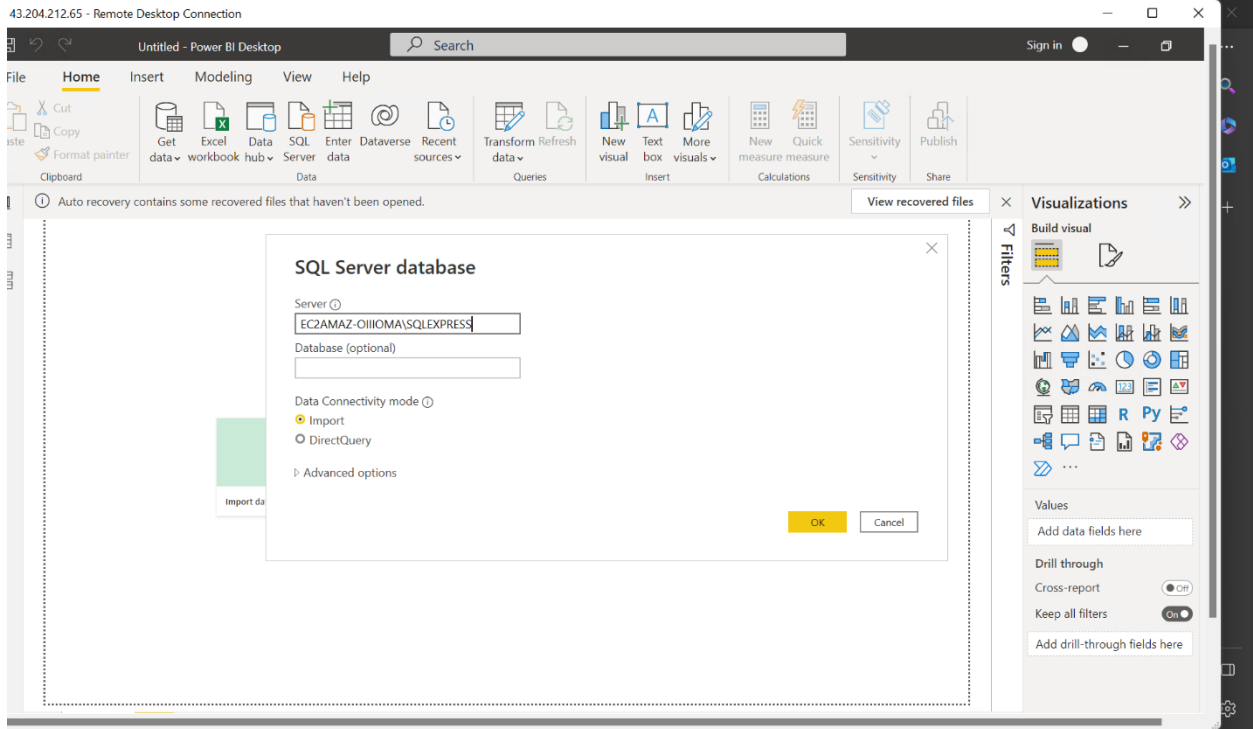 43.204.212.65 - Remote Desktop Connection
Untitled - Power BI Desktop
Search
Sign in
File Home Insert Modeling View Help
Cut
Copy
Format painter
Clipboard
Get data
Excel workbook
Data hub
SQL Server
Enter data
Dataverse
Recent sources
Data
Transform data
Refresh
Queries
New visual
Text box
More visuals
Insert
New measure
Quick measure
Calculations
Sensitivity
Sensitivity
Publish
Share
Auto recovery contains some recovered files that haven't been opened.
View recovered files
SQL Server database
Server
EC2AMAZ-OIIIOMA\SQLEXPRESS
Database (optional)
Data Connectivity mode
Import
DirectQuery
Advanced options
OK
Cancel
Import da
Filters
Visualizations
Build visual
123
R
Py
Values
Add data fields here
Drill through
Cross-report
Off
Keep all filters
On
Add drill-through fields here